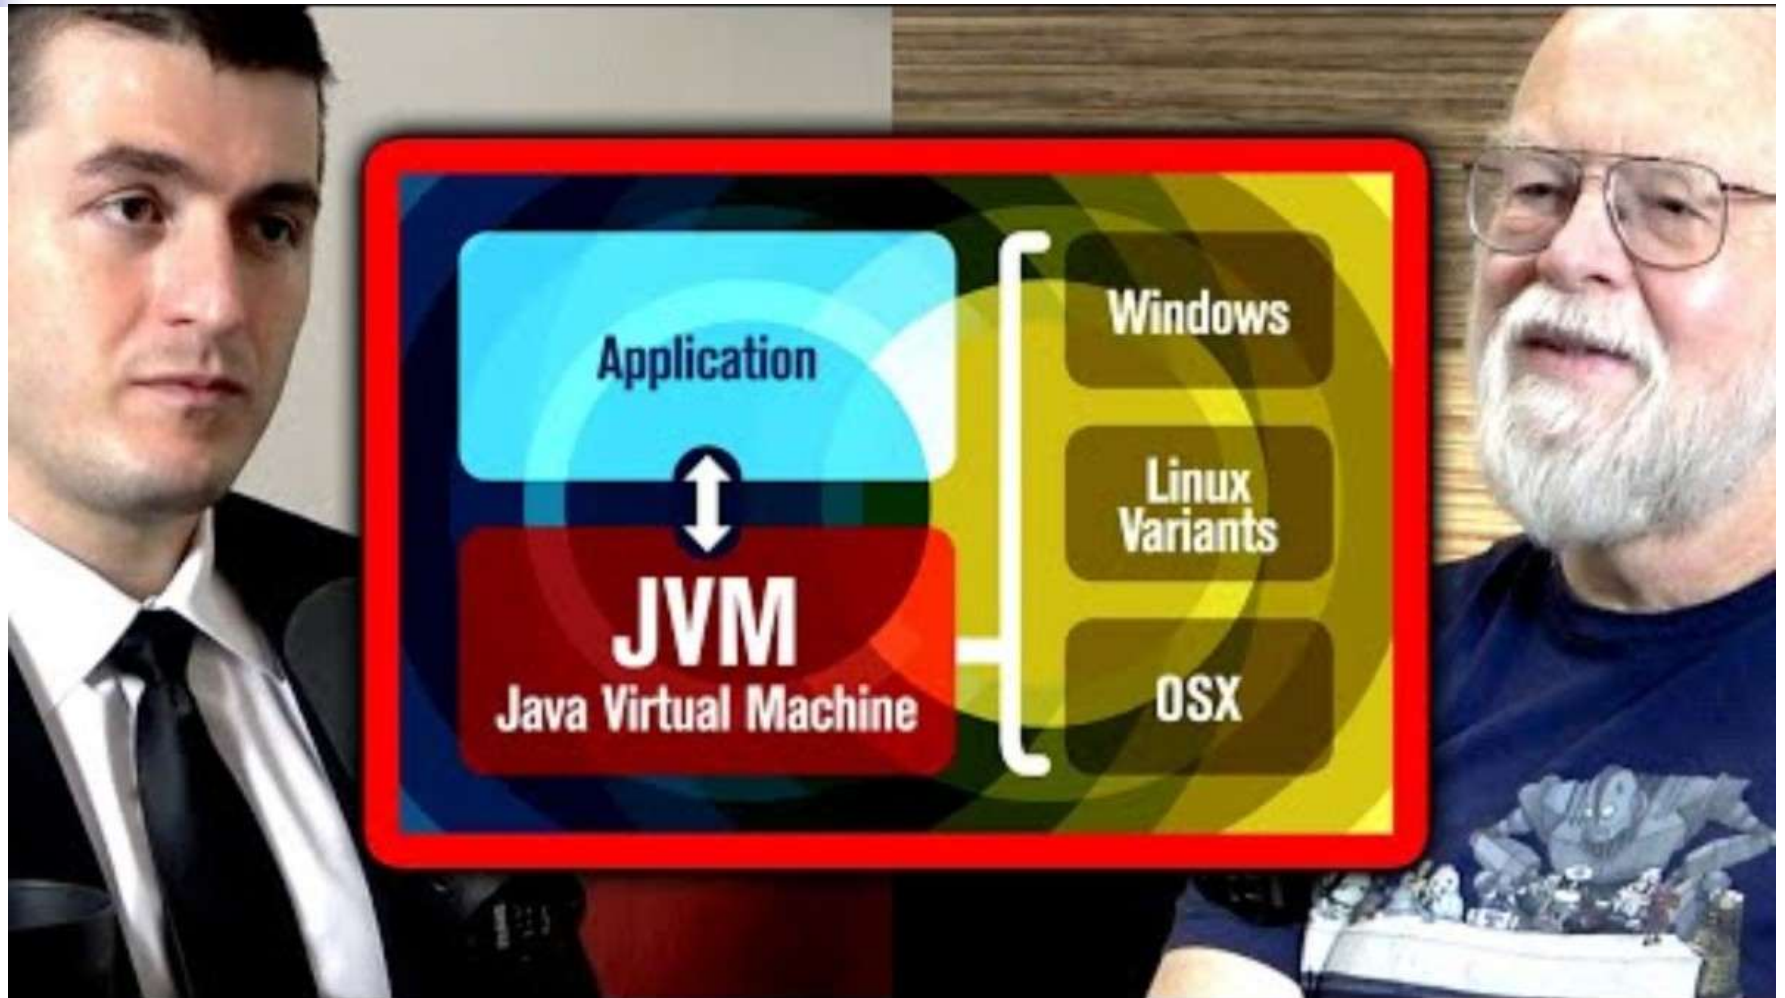 Application
JVM
Java Virtual Machine
Windows
Linux
Variants
OSX